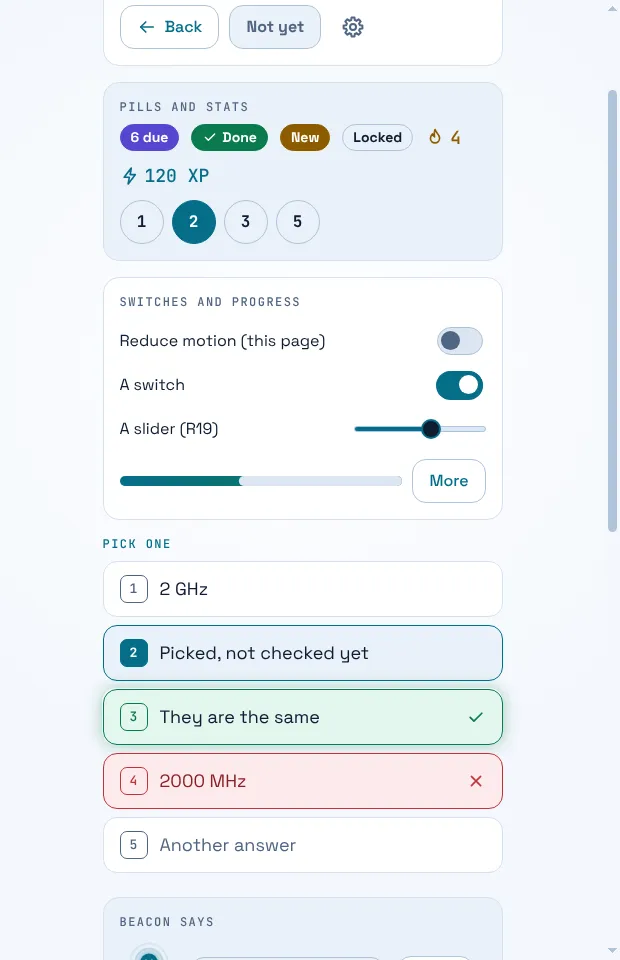 Back Not yet
PILLS AND STATS
6 due Done New Locked 4
120 XP
1 2 3 5
SWITCHES AND PROGRESS
Reduce motion (this page)
A switch
A slider (R19)
More
PICK ONE
1 2 GHz
2 Picked, not checked yet
3 They are the same
4 2000 MHz
5 Another answer
BEACON SAYS